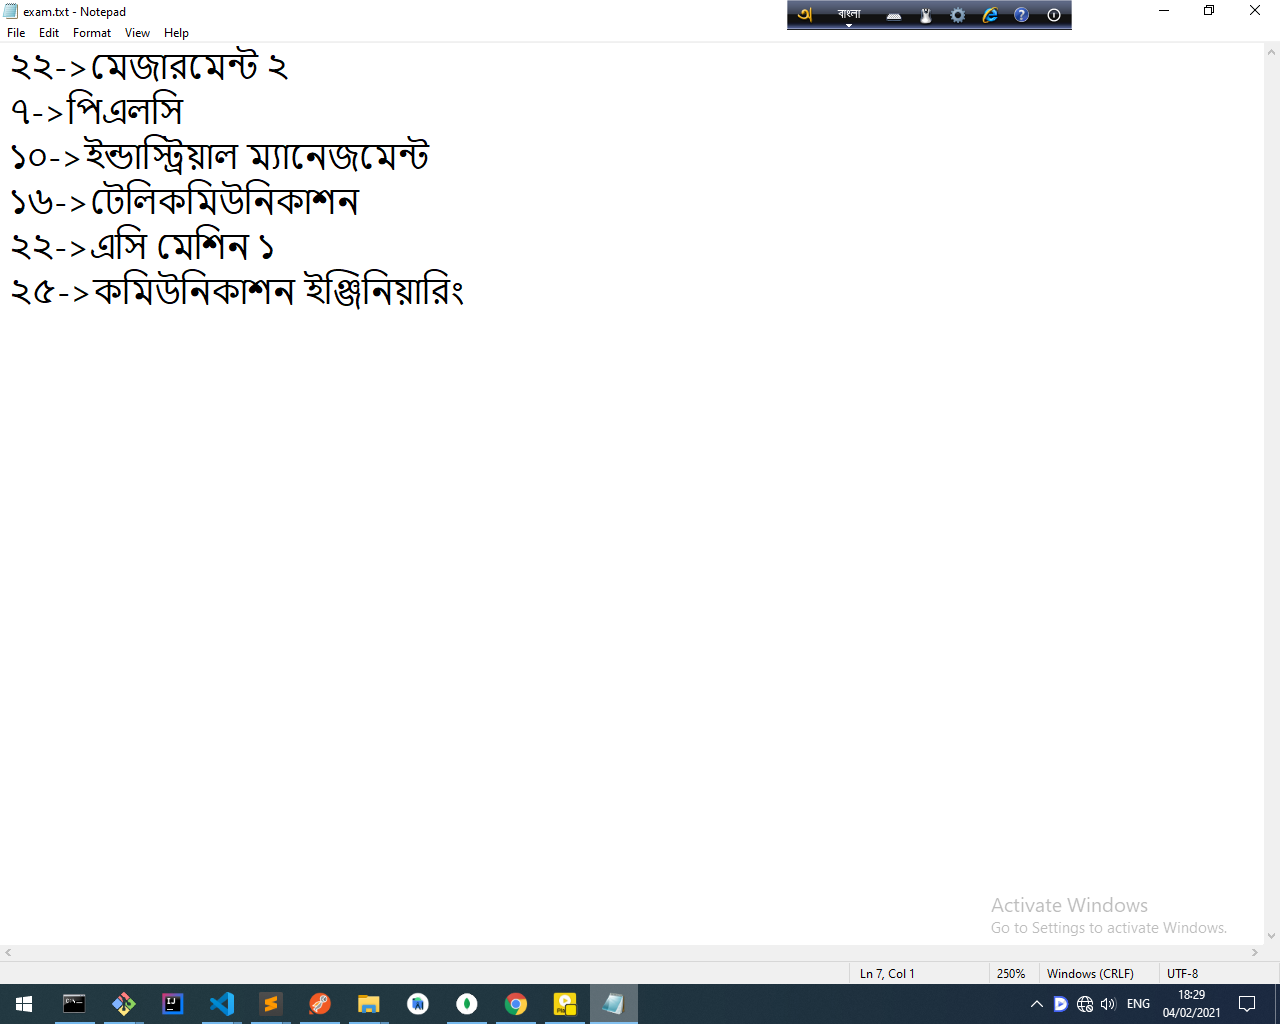 exam.txt - Notepad
বাংলা
File Edit Format View Help
২২->মেজারমেন্ট ২
৭->পিএলসি
১০->ইন্ডাস্ট্রিয়াল ম্যানেজমেন্ট
১৬->টেলিকমিউনিকাশন
২২->এসি মেশিন ১
২৫->কমিউনিকাশন ইঞ্জিনিয়ারিং
Activate Windows
Go to Settings to activate Windows.
Ln 7, Col 1 250% Windows (CRLF) UTF-8
ENG
18:29
04/02/2021